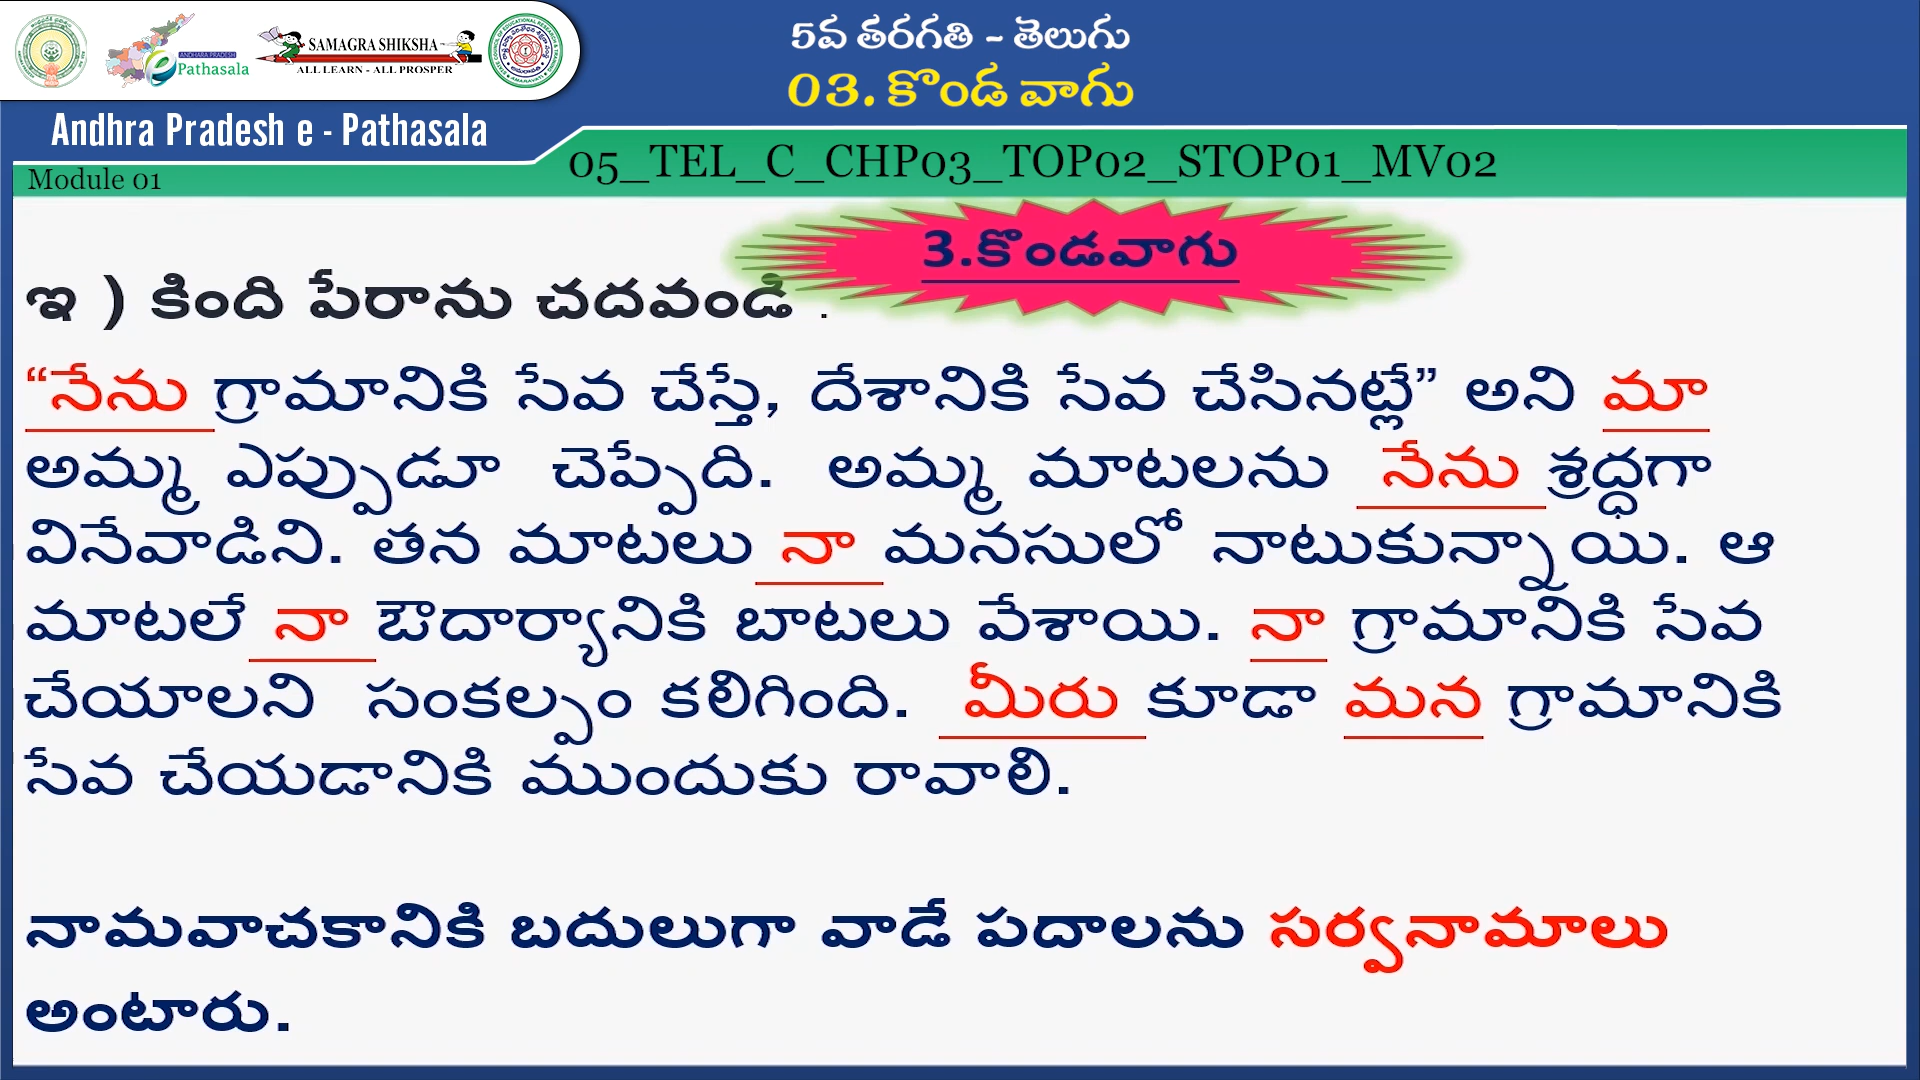 ANDHRA PRADESH
e Pathasala
SAMAGRA SHIKSHA
ALL LEARN - ALL PROSPER
Andhra Pradesh e - Pathasala
5వ తరగతి - తెలుగు
03. కొండ వాగు
Module 01
05_TEL_C_CHP03_TOP02_STOP01_MV02
3.కొండవాగు
ఇ ) కింది పేరాను చదవండి .
“నేను గ్రామానికి సేవ చేస్తే, దేశానికి సేవ చేసినట్లే” అని మా
అమ్మ ఎప్పుడూ చెప్పేది. అమ్మ మాటలను నేను శ్రద్ధగా
వినేవాడిని. తన మాటలు నా మనసులో నాటుకున్నాయి. ఆ
మాటలే నా ఔదార్యానికి బాటలు వేశాయి. నా గ్రామానికి సేవ
చేయాలని సంకల్పం కలిగింది. మీరు కూడా మన గ్రామానికి
సేవ చేయడానికి ముందుకు రావాలి.
నామవాచకానికి బదులుగా వాడే పదాలను సర్వనామాలు
అంటారు.